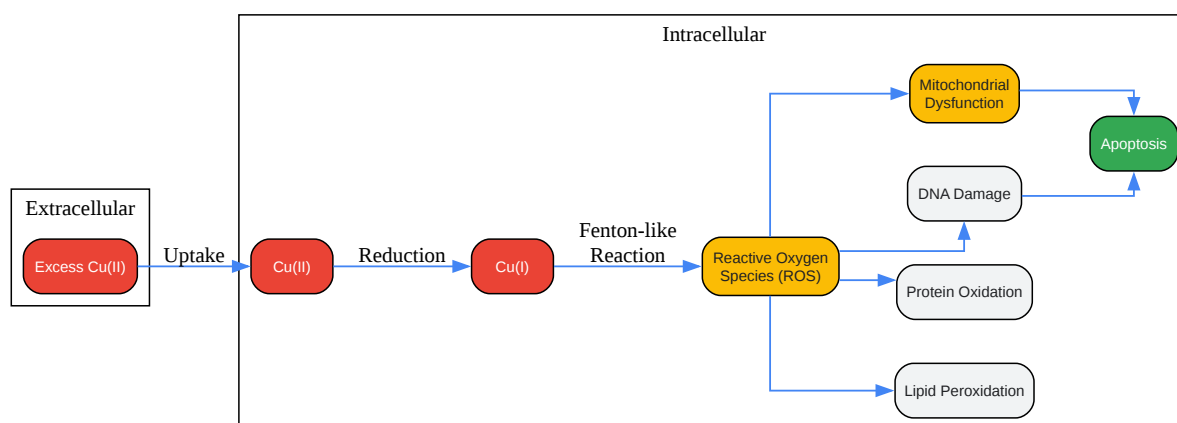 Intracellular
Mitochondrial
Dysfunction
Apoptosis
Extracellular
DNA Damage
Excess Cu(II)
Uptake
Cu(II)
Reduction
Cu(I)
Fenton-like
Reaction
Reactive Oxygen
Species (ROS)
Protein Oxidation
Lipid Peroxidation